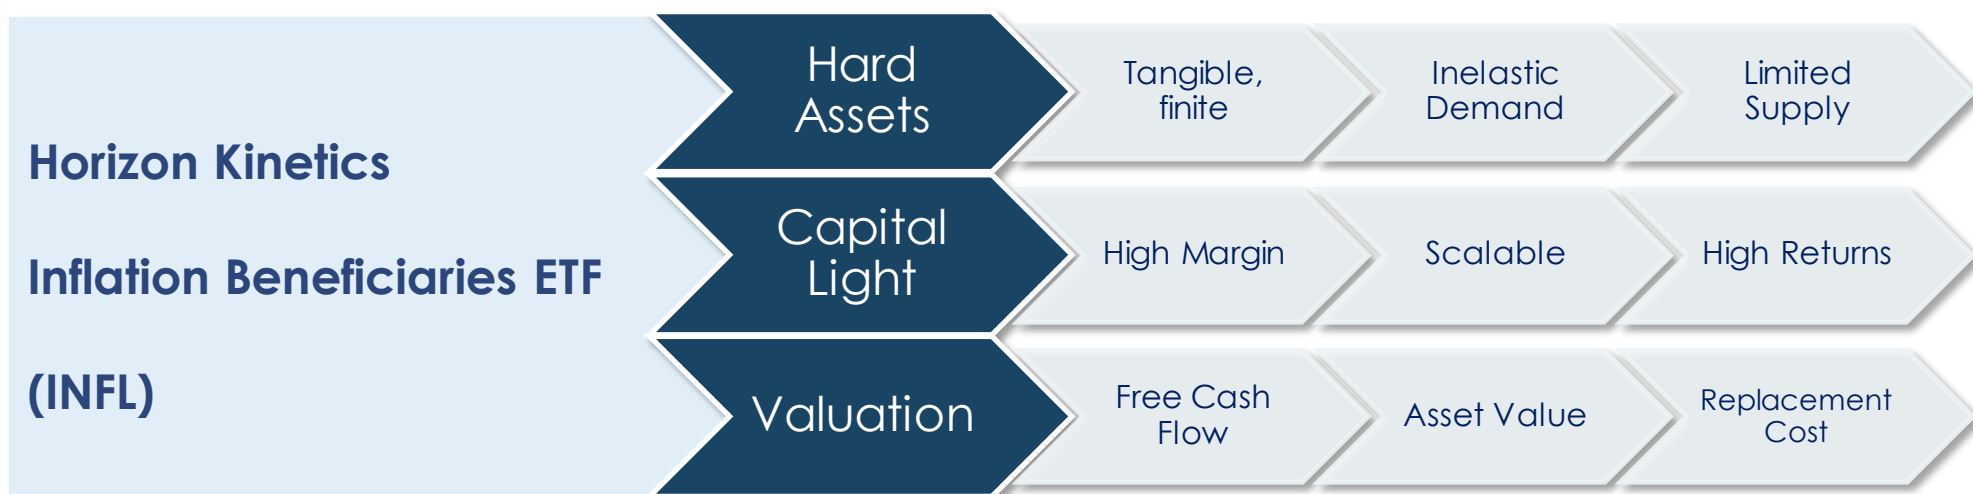 Horizon Kinetics
Inflation Beneficiaries ETF
(INFL)
Hard
Assets
Tangible,
finite
Inelastic
Demand
Limited
Supply
Capital
Light
High Margin
Scalable
High Returns
Valuation
Free Cash
Flow
Asset Value
Replacement
Cost